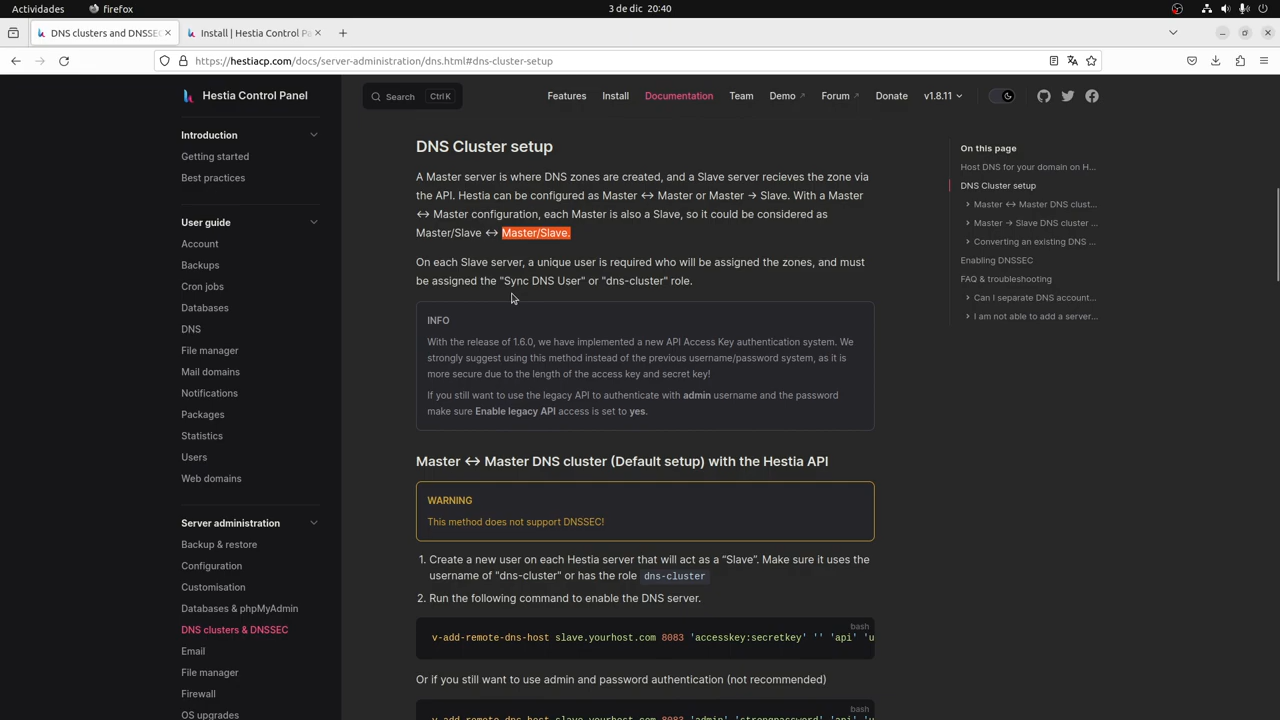 Actividades
firefox
3 de dic 20:40
DNS clusters and DNSSEC
Install | Hestia Control Pa
https://hestiacp.com/docs/server-administration/dns.html#dns-cluster-setup
Hestia Control Panel
Search
Ctrl K
Features
Install
Documentation
Team
Demo
Forum
Donate
v1.8.11
Introduction
Getting started
Best practices
User guide
Account
Backups
Cron jobs
Databases
DNS
File manager
Mail domains
Notifications
Packages
Statistics
Users
Web domains
Server administration
Backup & restore
Configuration
Customisation
Databases & phpMyAdmin
DNS clusters & DNSSEC
Email
File manager
Firewall
OS upgrades
DNS Cluster setup
A Master server is where DNS zones are created, and a Slave server recieves the zone via
the API. Hestia can be configured as Master <-> Master or Master -> Slave. With a Master
<-> Master configuration, each Master is also a Slave, so it could be considered as
Master/Slave <-> Master/Slave.
On each Slave server, a unique user is required who will be assigned the zones, and must
be assigned the "Sync DNS User" or "dns-cluster" role.
INFO
With the release of 1.6.0, we have implemented a new API Access Key authentication system. We
strongly suggest using this method instead of the previous username/password system, as it is
more secure due to the length of the access key and secret key!
If you still want to use the legacy API to authenticate with admin username and the password
make sure Enable legacy API access is set to yes.
Master <-> Master DNS cluster (Default setup) with the Hestia API
WARNING
This method does not support DNSSEC!
1. Create a new user on each Hestia server that will act as a “Slave”. Make sure it uses the
username of "dns-cluster" or has the role dns-cluster
2. Run the following command to enable the DNS server.
bash
v-add-remote-dns-host slave.yourhost.com 8083 'accesskey:secretkey' '' 'api' 'u
Or if you still want to use admin and password authentication (not recommended)
bash
v-add-remote-dns-host slave.yourhost.com 8083 'admin' 'strongpassword' 'api' 'u
On this page
Host DNS for your domain on H...
DNS Cluster setup
Master <-> Master DNS clust...
Master -> Slave DNS cluster ...
Converting an existing DNS ...
Enabling DNSSEC
FAQ & troubleshooting
Can I separate DNS account...
I am not able to add a server...